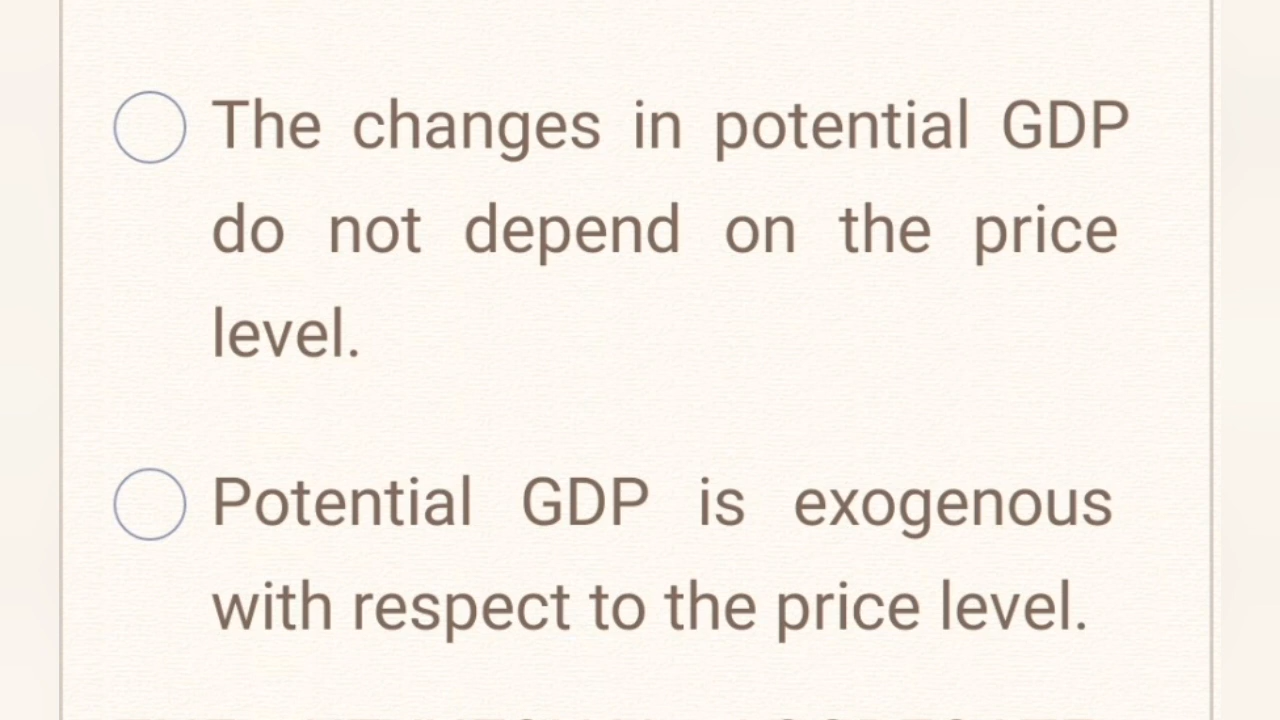 The changes in potential GDP
do not depend on the price
level.
Potential GDP is exogenous
with respect to the price level.